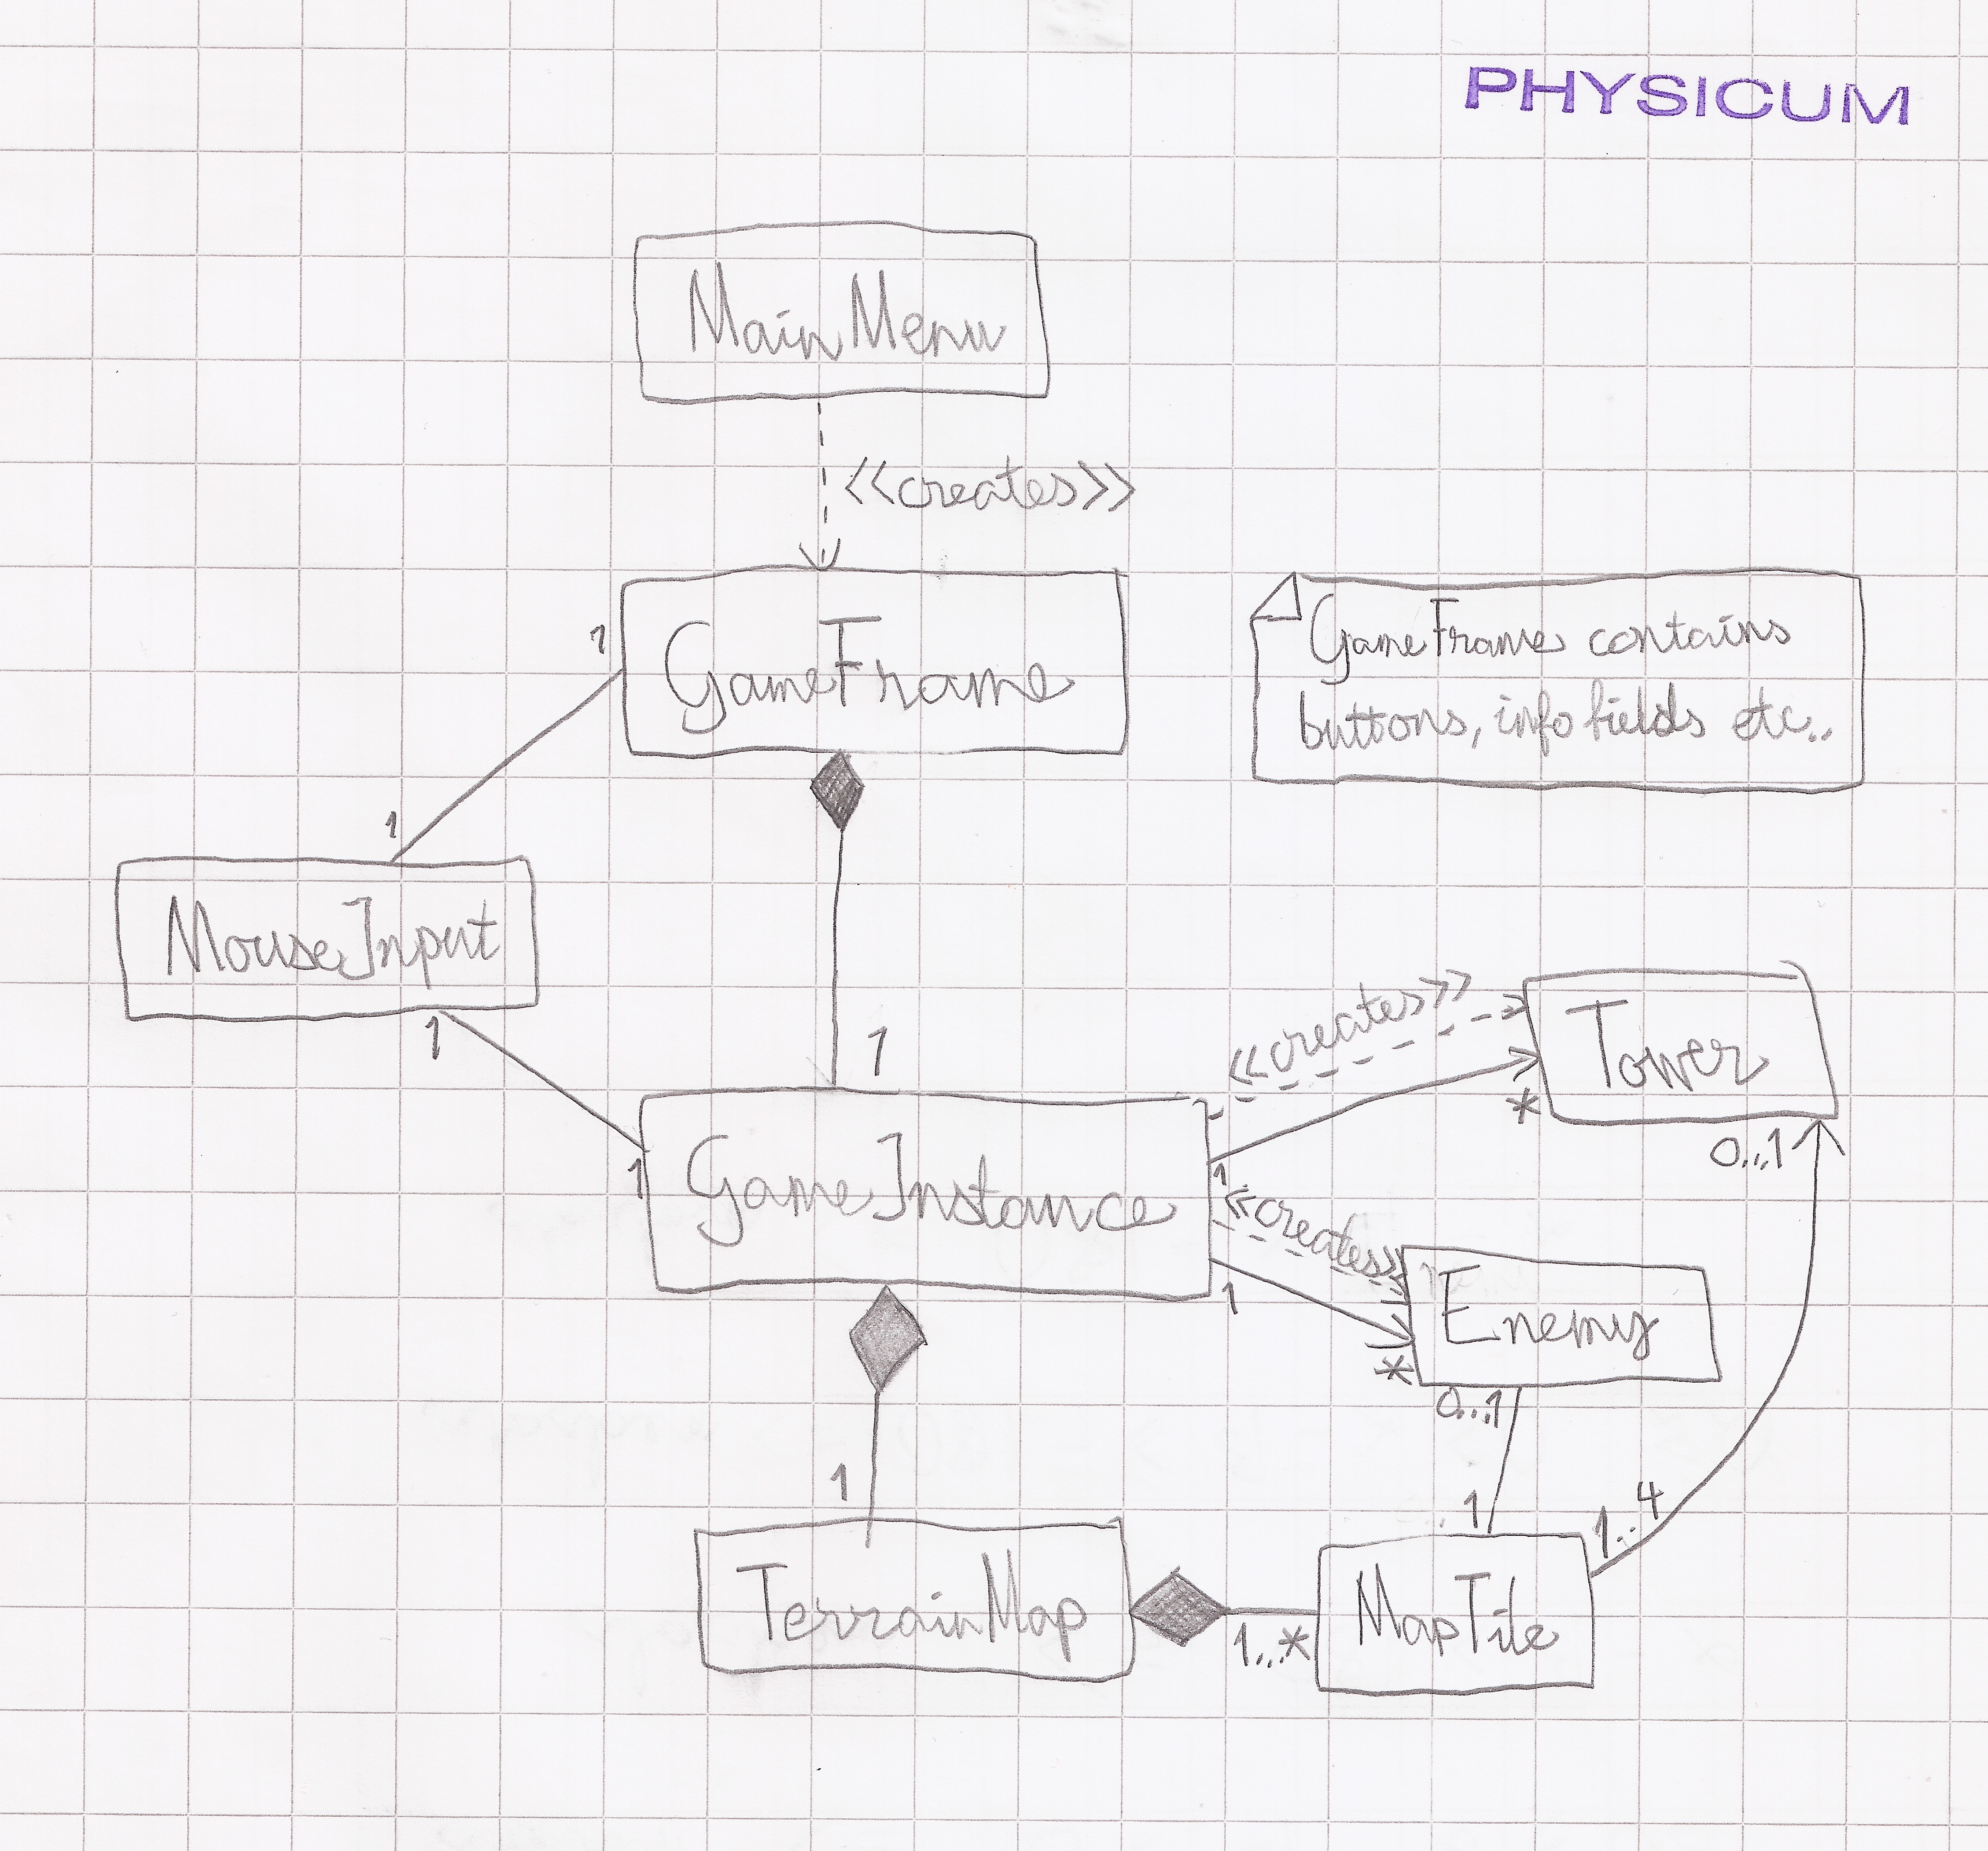 PHYSICUM
MainMenu
<<creates>>
GameFrame
1
GameFrame contains
buttons, info fields etc..
1
MouseInput
1
1
<<creates>>
Tower
*
0...1
GameInstance
1
1
<<creates>>
1
Enemy
*
0...1
1
1
1..4
TerrainMap
1...*
MapTile